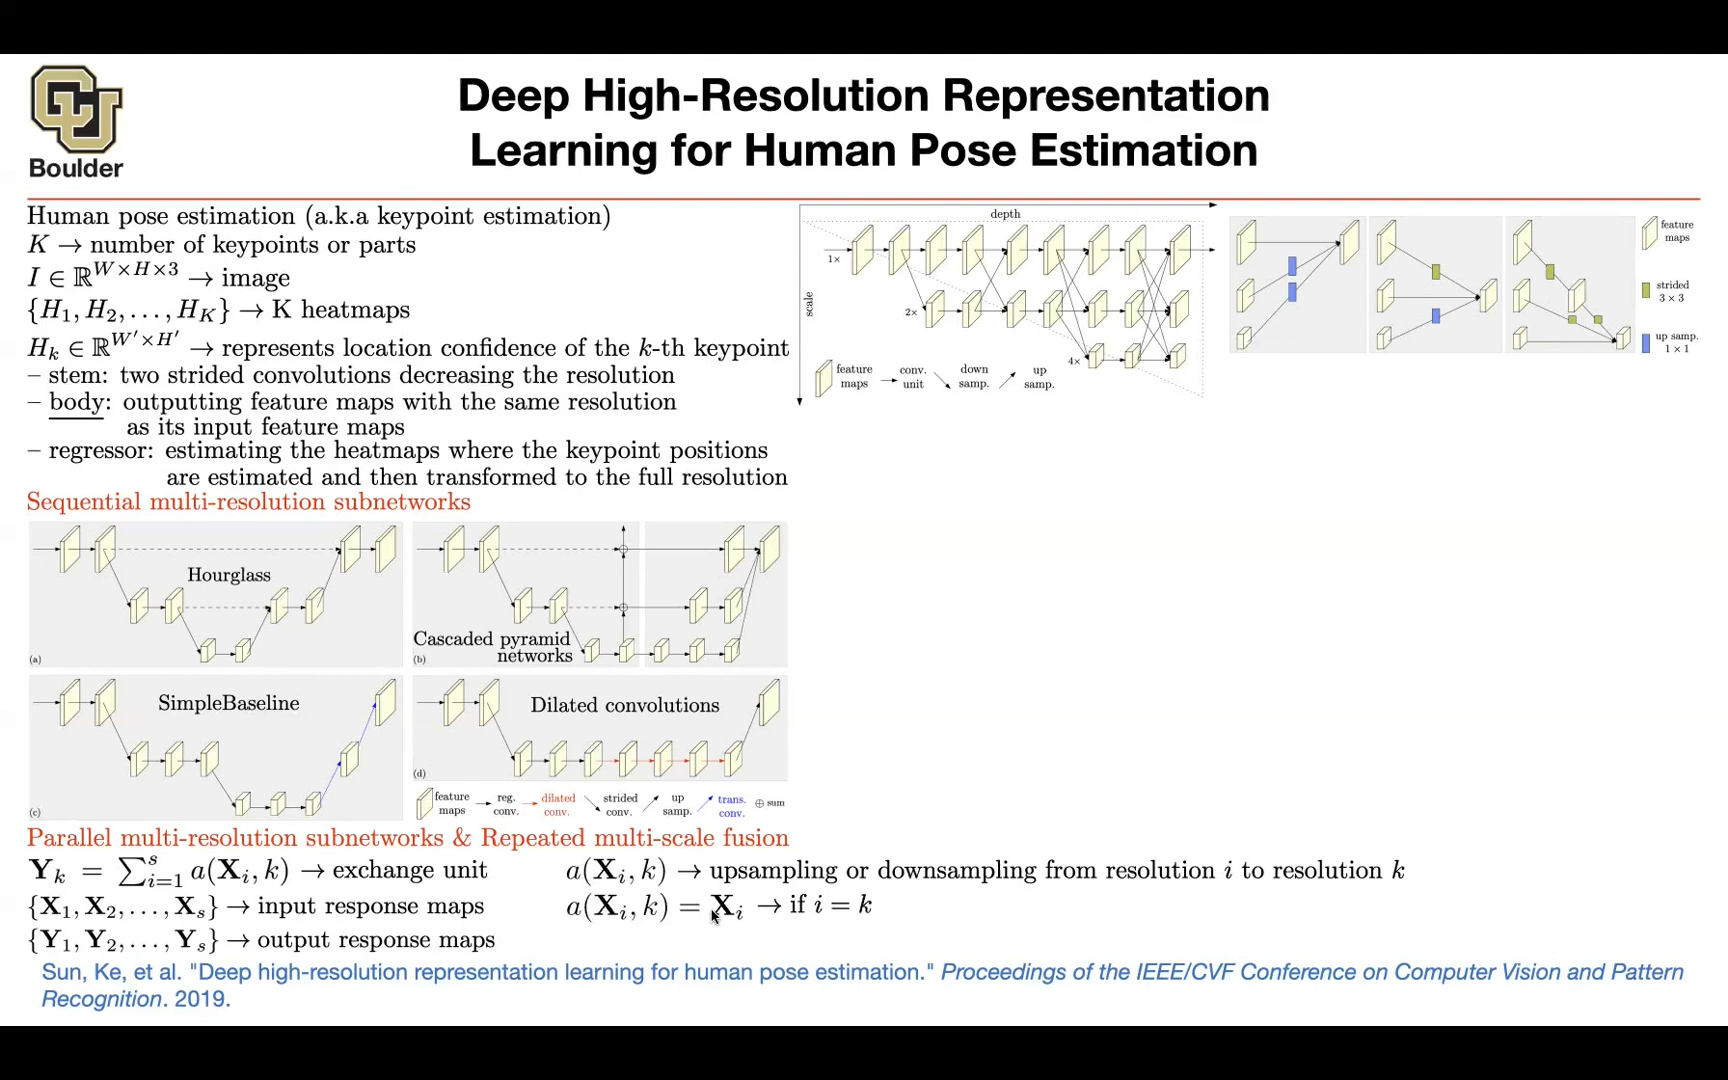 CU
Boulder
Deep High-Resolution Representation
Learning for Human Pose Estimation
Human pose estimation (a.k.a keypoint estimation)
K → number of keypoints or parts
I ∈ ℝ^{W×H×3} → image
{H₁, H₂, . . . , H_K} → K heatmaps
H_k ∈ ℝ^{W′×H′} → represents location confidence of the k-th keypoint
– stem: two strided convolutions decreasing the resolution
– body: outputting feature maps with the same resolution
as its input feature maps
– regressor: estimating the heatmaps where the keypoint positions
are estimated and then transformed to the full resolution
depth
scale
1×
2×
4×
feature maps
conv. unit
down samp.
up samp.
feature maps
strided 3 × 3
up samp. 1 × 1
Sequential multi-resolution subnetworks
Hourglass
(a)
Cascaded pyramid
networks
(b)
SimpleBaseline
(c)
Dilated convolutions
(d)
feature maps
reg. conv.
dilated conv.
strided conv.
up samp.
trans. conv.
⊕ sum
Parallel multi-resolution subnetworks & Repeated multi-scale fusion
Y_k = ∑_{i=1}^{s} a(X_i, k) → exchange unit
a(X_i, k) → upsampling or downsampling from resolution i to resolution k
{X₁, X₂, . . . , X_s} → input response maps
a(X_i, k) = X_i → if i = k
{Y₁, Y₂, . . . , Y_s} → output response maps
Sun, Ke, et al. "Deep high-resolution representation learning for human pose estimation." Proceedings of the IEEE/CVF Conference on Computer Vision and Pattern
Recognition. 2019.